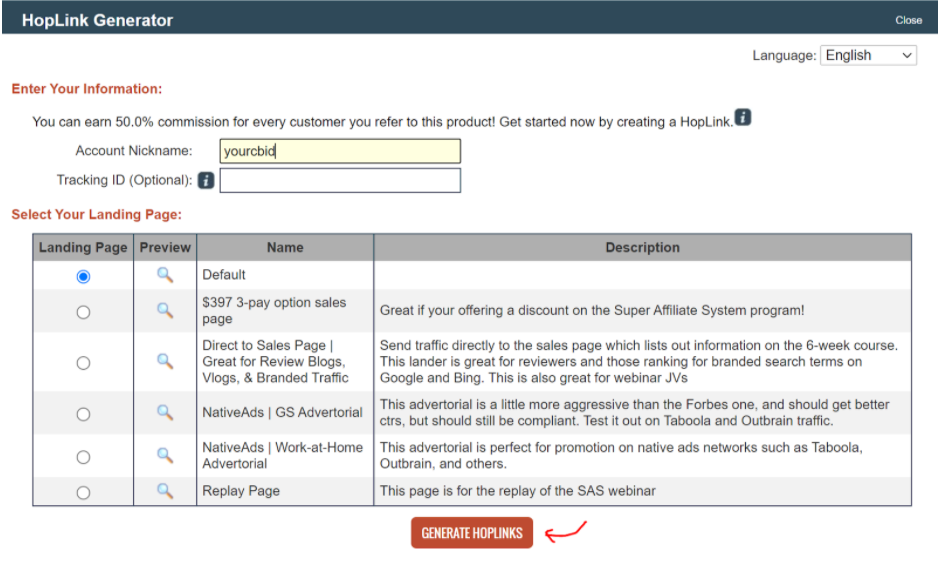 HopLink Generator
Close
Language: English
Enter Your Information:
You can earn 50.0% commission for every customer you refer to this product! Get started now by creating a HopLink.
Account Nickname: yourcbid
Tracking ID (Optional):
Select Your Landing Page:
Landing Page Preview Name Description
Default
$397 3-pay option sales
page
Great if your offering a discount on the Super Affiliate System program!
Direct to Sales Page |
Great for Review Blogs,
Vlogs, & Branded Traffic
Send traffic directly to the sales page which lists out information on the 6-week course.
This lander is great for reviewers and those ranking for branded search terms on
Google and Bing. This is also great for webinar JVs
NativeAds | GS Advertorial
This advertorial is a little more aggressive than the Forbes one, and should get better
ctrs, but should still be compliant. Test it out on Taboola and Outbrain traffic.
NativeAds | Work-at-Home
Advertorial
This advertorial is perfect for promotion on native ads networks such as Taboola,
Outbrain, and others.
Replay Page
This page is for the replay of the SAS webinar
GENERATE HOPLINKS